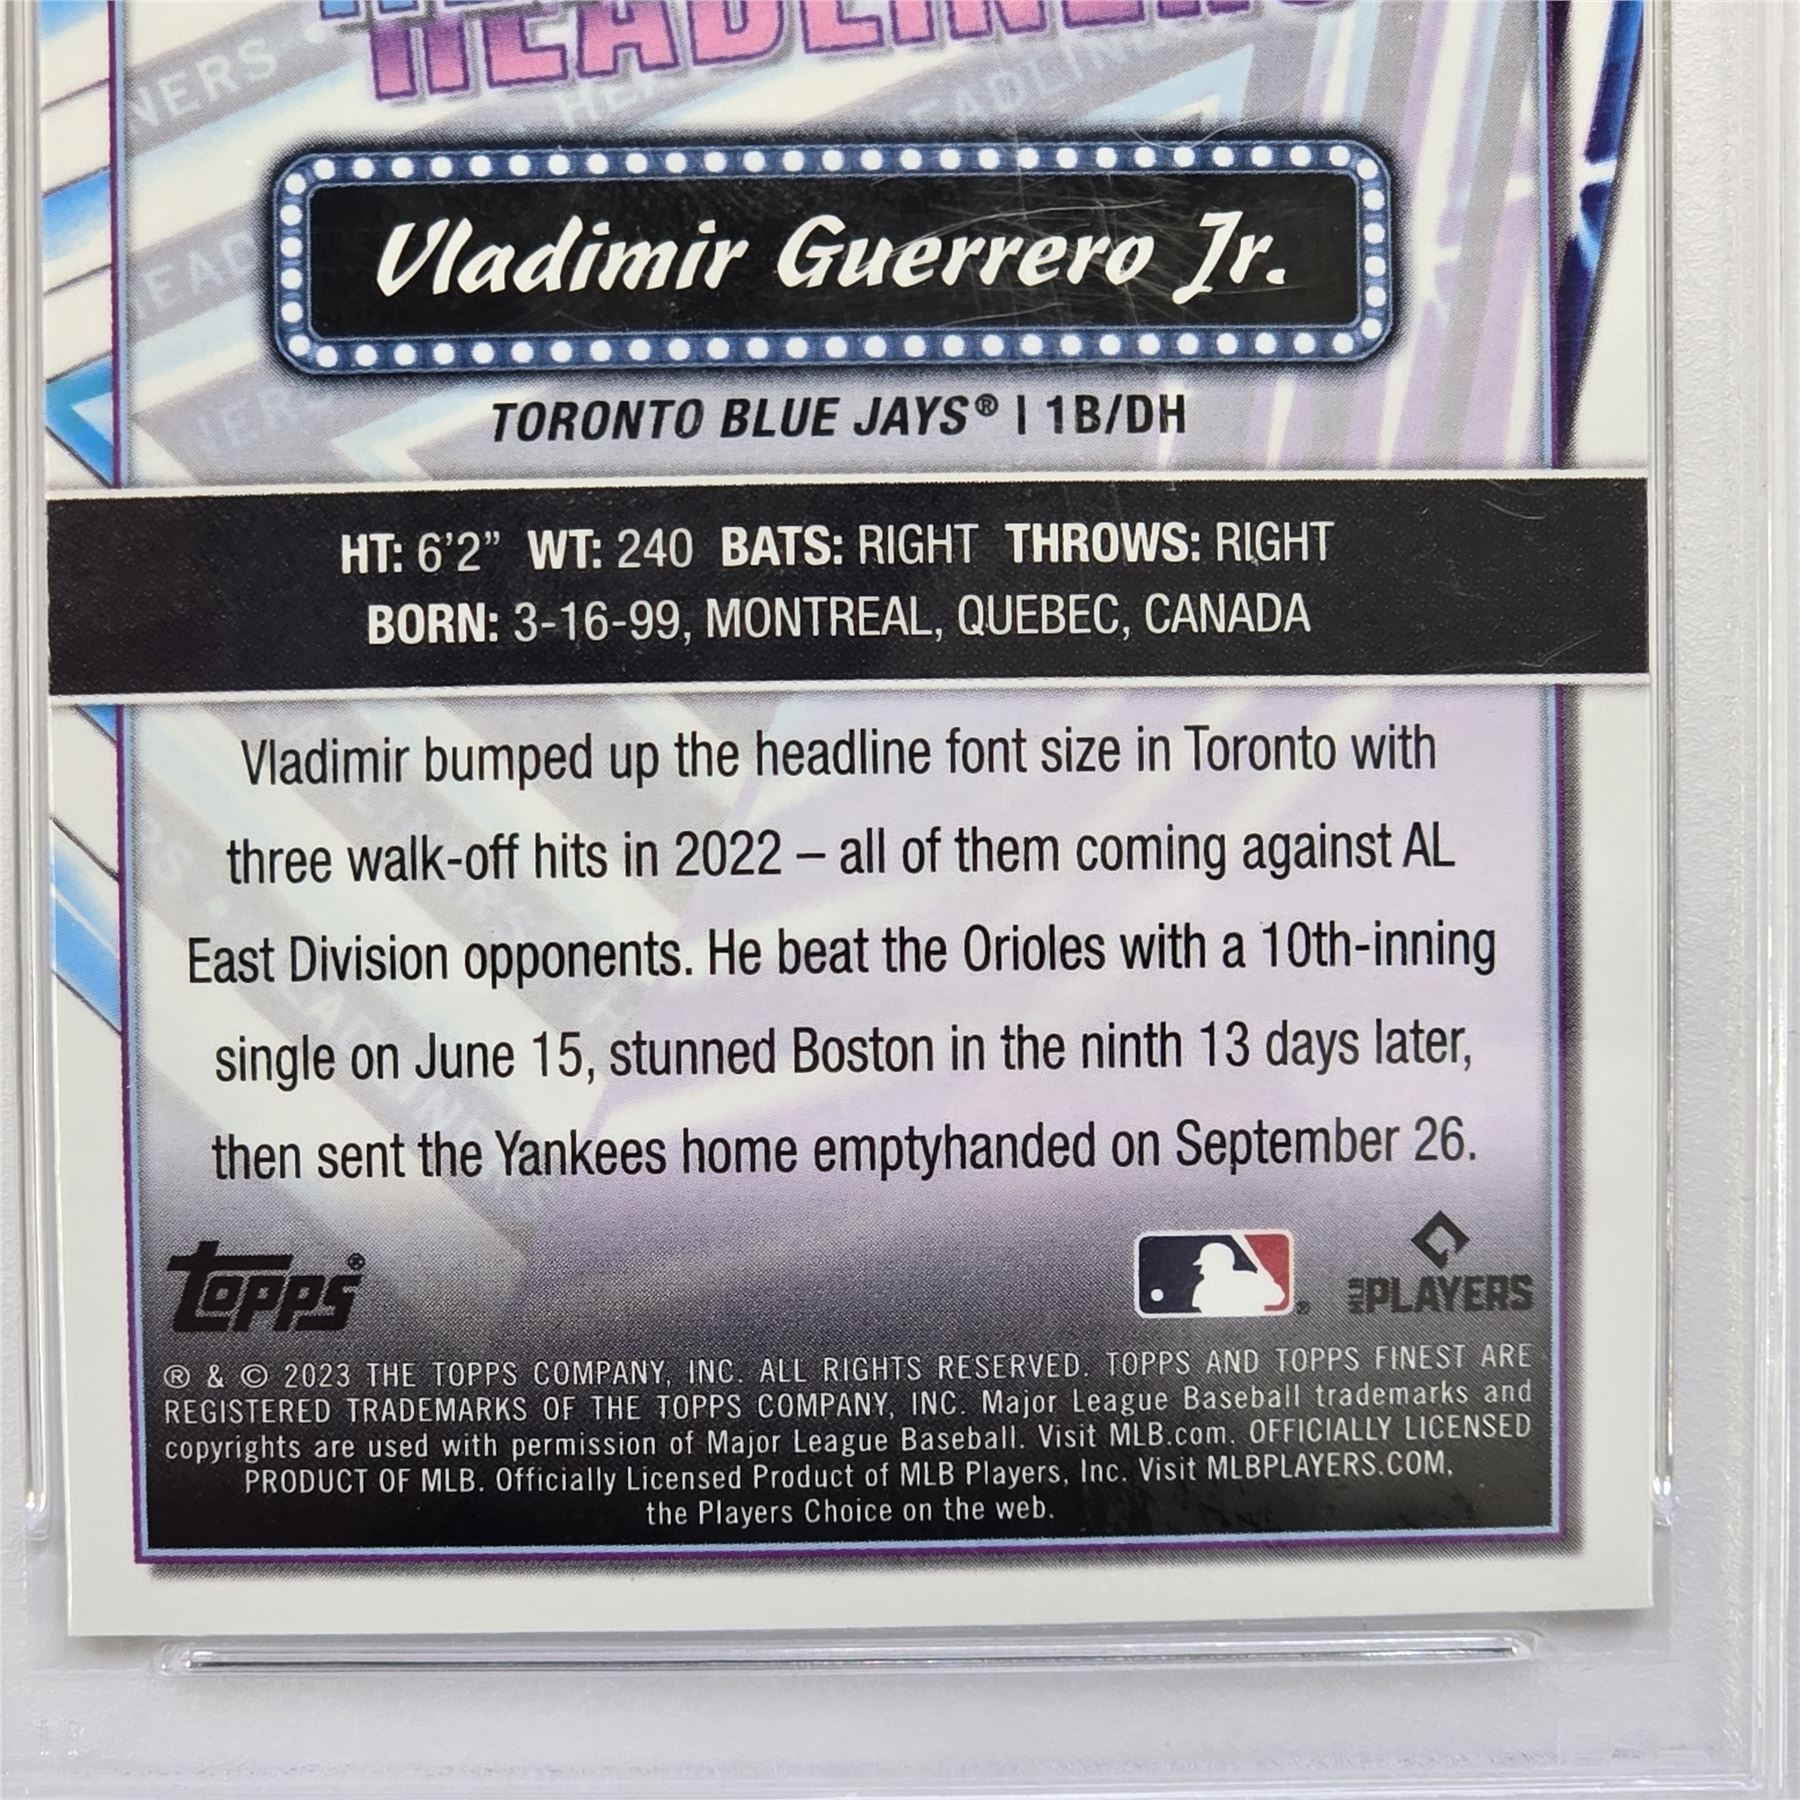 HEADLINERS
NERS
Vladimir Guerrero Jr.
TORONTO BLUE JAYS® | 1B/DH
HT: 6'2" WT: 240 BATS: RIGHT THROWS: RIGHT
BORN: 3-16-99, MONTREAL, QUEBEC, CANADA
Vladimir bumped up the headline font size in Toronto with
three walk-off hits in 2022 – all of them coming against AL
East Division opponents. He beat the Orioles with a 10th-inning
single on June 15, stunned Boston in the ninth 13 days later,
then sent the Yankees home emptyhanded on September 26.
topps®
MLB PLAYERS
® & © 2023 THE TOPPS COMPANY, INC. ALL RIGHTS RESERVED. TOPPS AND TOPPS FINEST ARE
REGISTERED TRADEMARKS OF THE TOPPS COMPANY, INC. Major League Baseball trademarks and
copyrights are used with permission of Major League Baseball. Visit MLB.com. OFFICIALLY LICENSED
PRODUCT OF MLB. Officially Licensed Product of MLB Players, Inc. Visit MLBPLAYERS.COM,
the Players Choice on the web.